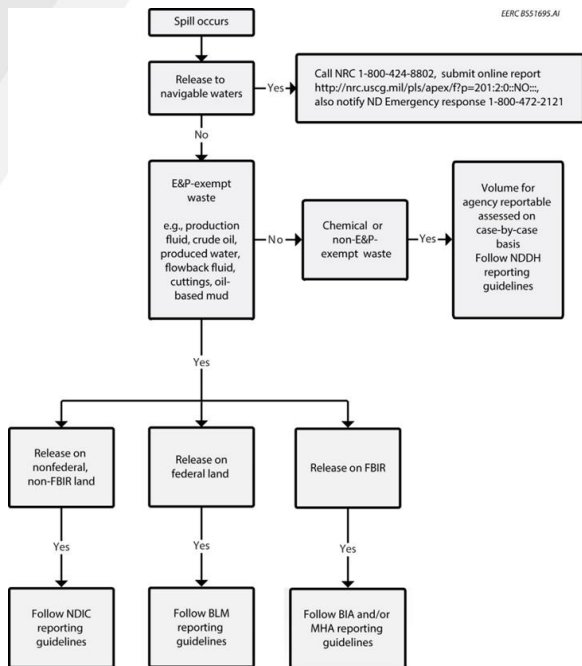 EERC BS51695.AI
Spill occurs
Release to
navigable waters
Yes
Call NRC 1-800-424-8802, submit online report
http://nrc.uscg.mil/pls/apex/f?p=201:2:0::NO:::,
also notify ND Emergency response 1-800-472-2121
No
E&P-exempt
waste
e.g., production
fluid, crude oil,
produced water,
flowback fluid,
cuttings, oil-
based mud
No
Chemical or
non-E&P-
exempt waste
Yes
Volume for
agency reportable
assessed on
case-by-case
basis
Follow NDDH
reporting
guidelines
Yes
Release on
nonfederal,
non-FBIR land
Release on
federal land
Release on FBIR
Yes
Yes
Yes
Follow NDIC
reporting
guidelines
Follow BLM
reporting
guidelines
Follow BIA and/or
MHA reporting
guidelines